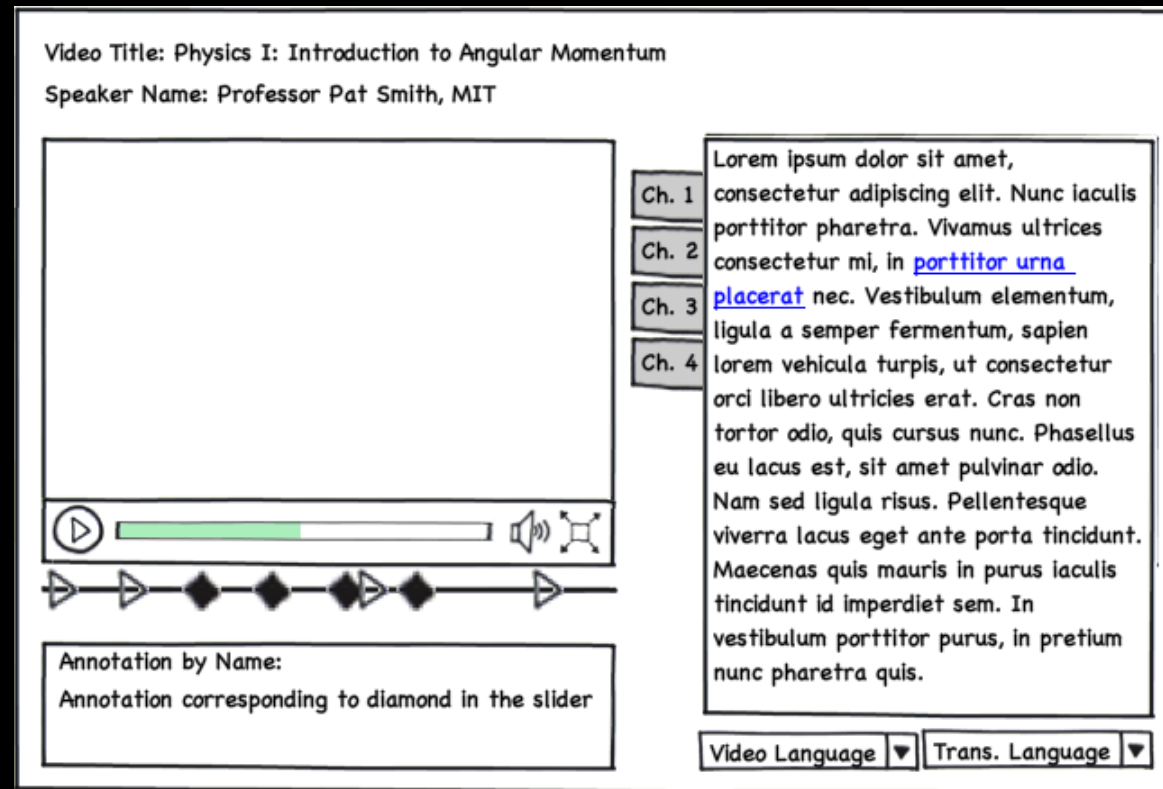 Video Title: Physics I: Introduction to Angular Momentum
Speaker Name: Professor Pat Smith, MIT
Ch. 1
Ch. 2
Ch. 3
Ch. 4
Lorem ipsum dolor sit amet,
consectetur adipiscing elit. Nunc iaculis
porttitor pharetra. Vivamus ultrices
consectetur mi, in porttitor urna
placerat nec. Vestibulum elementum,
ligula a semper fermentum, sapien
lorem vehicula turpis, ut consectetur
orci libero ultricies erat. Cras non
tortor odio, quis cursus nunc. Phasellus
eu lacus est, sit amet pulvinar odio.
Nam sed ligula risus. Pellentesque
viverra lacus eget ante porta tincidunt.
Maecenas quis mauris in purus iaculis
tincidunt id imperdiet sem. In
vestibulum porttitor purus, in pretium
nunc pharetra quis.
Annotation by Name:
Annotation corresponding to diamond in the slider
Video Language
Trans. Language